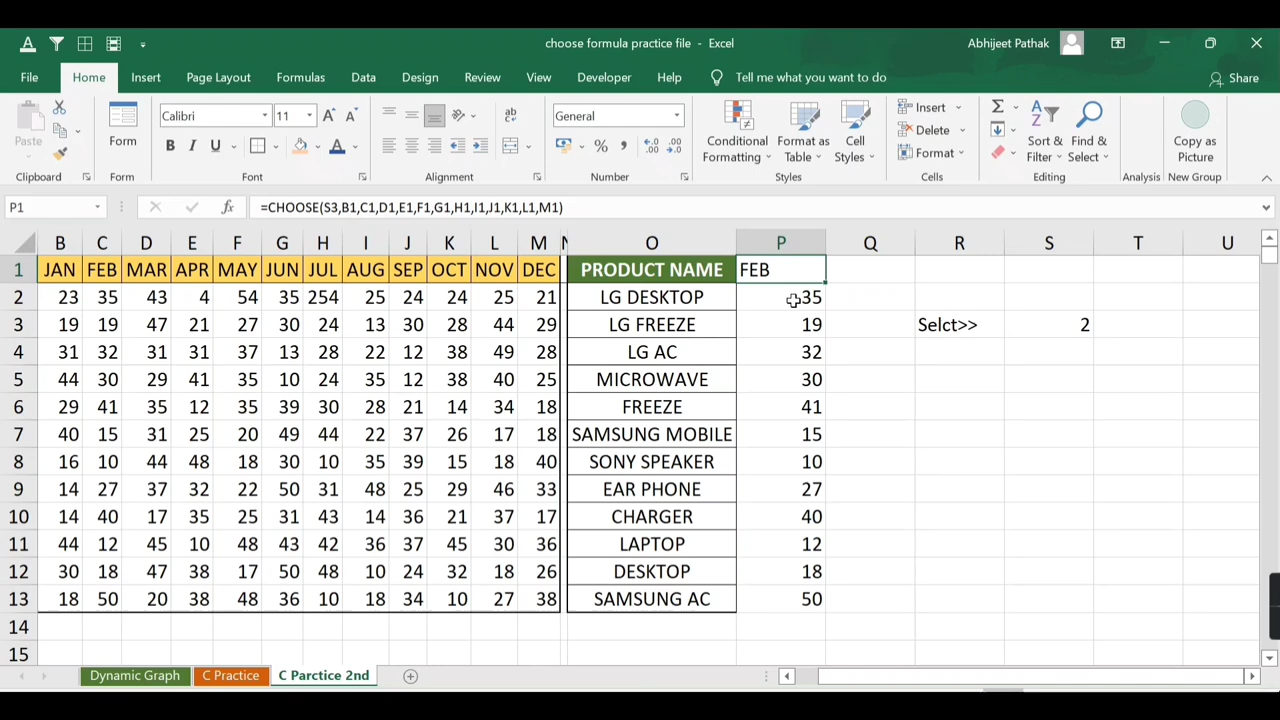 choose formula practice file - Excel
Abhijeet Pathak
File Home Insert Page Layout Formulas Data Design Review View Developer Help Tell me what you want to do Share
Paste
Clipboard
Form
Form
Calibri 11
B I U A
Font
ab
Alignment
General
% , .00
Number
Conditional Formatting
Format as Table
Cell Styles
Styles
Insert
Delete
Format
Cells
Sort & Filter
Find & Select
Editing
Analysis
Copy as Picture
New Group
P1 fx =CHOOSE(S3,B1,C1,D1,E1,F1,G1,H1,I1,J1,K1,L1,M1)
B C D E F G H I J K L M N O P Q R S T U
1 JAN FEB MAR APR MAY JUN JUL AUG SEP OCT NOV DEC PRODUCT NAME FEB
2 23 35 43 4 54 35 254 25 24 24 25 21 LG DESKTOP 35
3 19 19 47 21 27 30 24 13 30 28 44 29 LG FREEZE 19 Selct>> 2
4 31 32 31 31 37 13 28 22 12 38 49 28 LG AC 32
5 44 30 29 41 35 10 24 35 12 38 40 25 MICROWAVE 30
6 29 41 35 12 35 39 30 28 21 14 34 18 FREEZE 41
7 40 15 31 25 20 49 44 22 37 26 17 18 SAMSUNG MOBILE 15
8 16 10 44 48 18 30 10 35 39 15 18 40 SONY SPEAKER 10
9 14 27 37 32 22 50 31 48 25 29 46 33 EAR PHONE 27
10 14 40 17 35 25 31 43 14 36 21 37 17 CHARGER 40
11 44 12 45 10 48 43 42 36 37 45 30 36 LAPTOP 12
12 30 18 47 38 17 50 48 10 24 32 18 26 DESKTOP 18
13 18 50 20 38 48 36 10 18 34 10 27 38 SAMSUNG AC 50
14
15
Dynamic Graph C Practice C Parctice 2nd